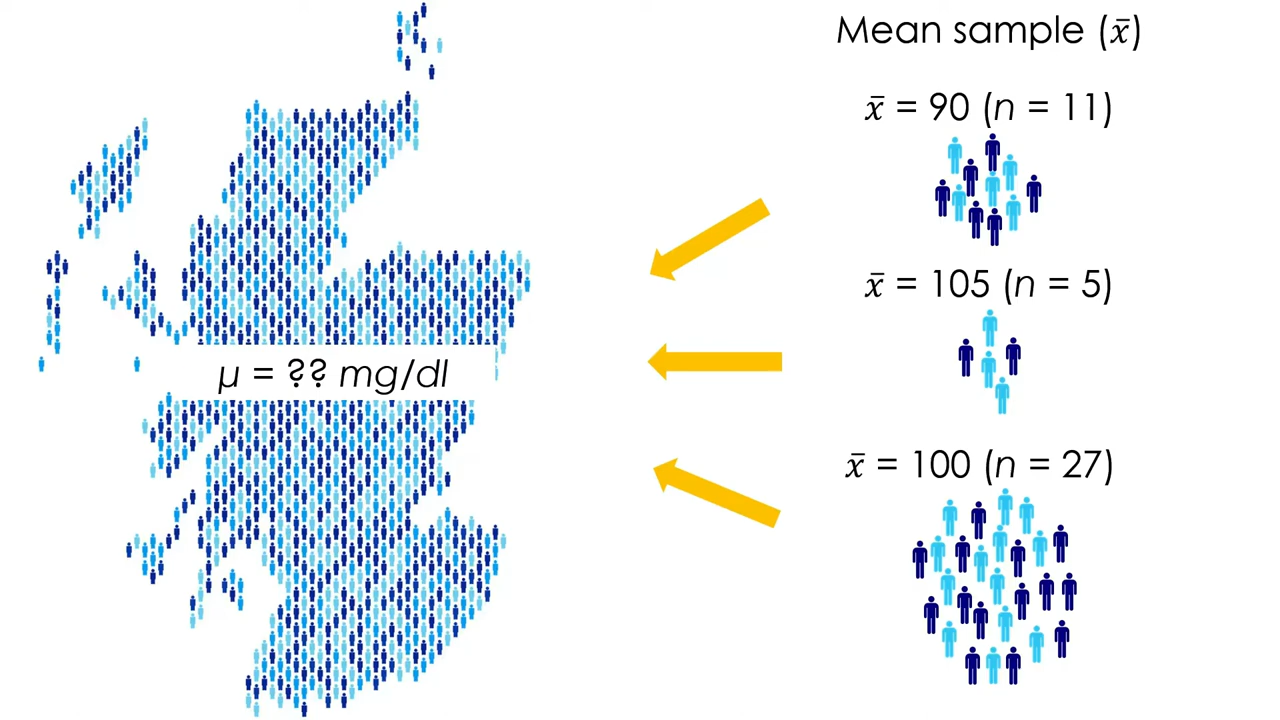 Mean sample (x̄)
x̄ = 90 (n = 11)
x̄ = 105 (n = 5)
μ = ?? mg/dl
x̄ = 100 (n = 27)